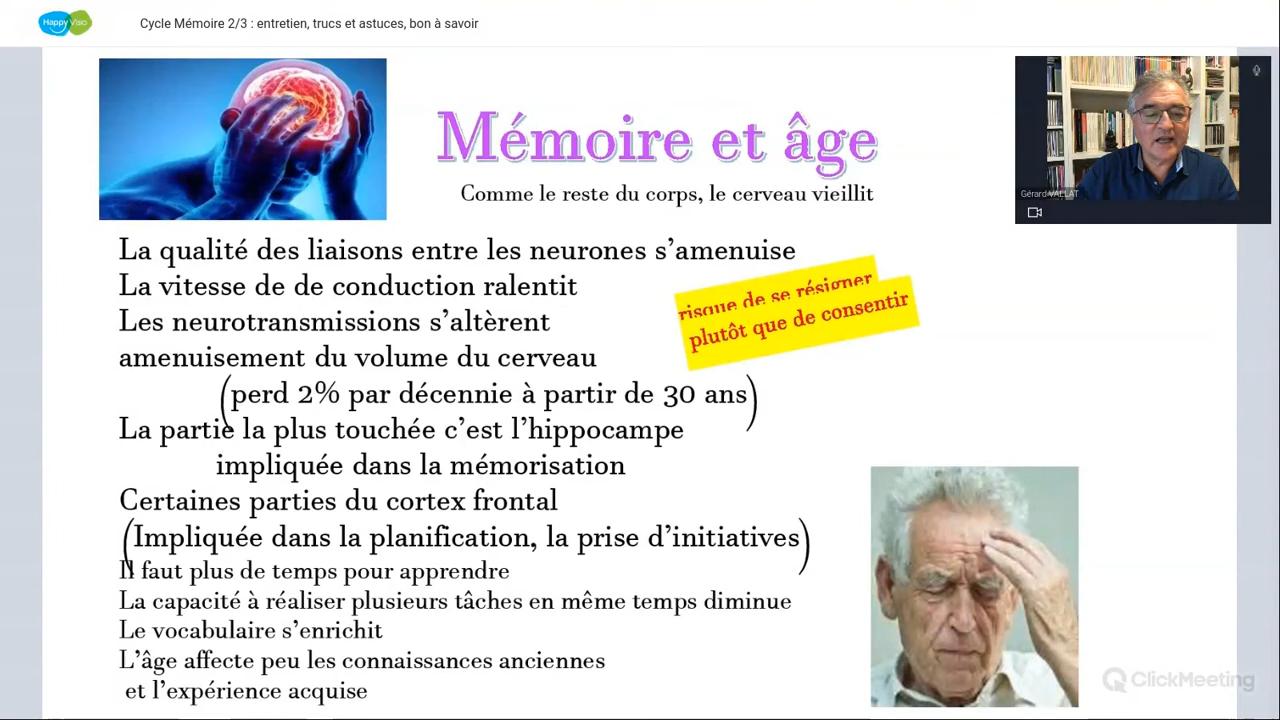 Happy Visio
Cycle Mémoire 2/3 : entretien, trucs et astuces, bon à savoir
Mémoire et âge
Comme le reste du corps, le cerveau vieillit
Gérard VALLAT
La qualité des liaisons entre les neurones s’amenuise
La vitesse de de conduction ralentit
Les neurotransmissions s’altèrent
amenuisement du volume du cerveau
(perd 2% par décennie à partir de 30 ans)
risque de se résigner
plutôt que de consentir
La partie la plus touchée c’est l’hippocampe
impliquée dans la mémorisation
Certaines parties du cortex frontal
(Impliquée dans la planification, la prise d’initiatives)
Il faut plus de temps pour apprendre
La capacité à réaliser plusieurs tâches en même temps diminue
Le vocabulaire s’enrichit
L’âge affecte peu les connaissances anciennes
et l’expérience acquise
ClickMeeting